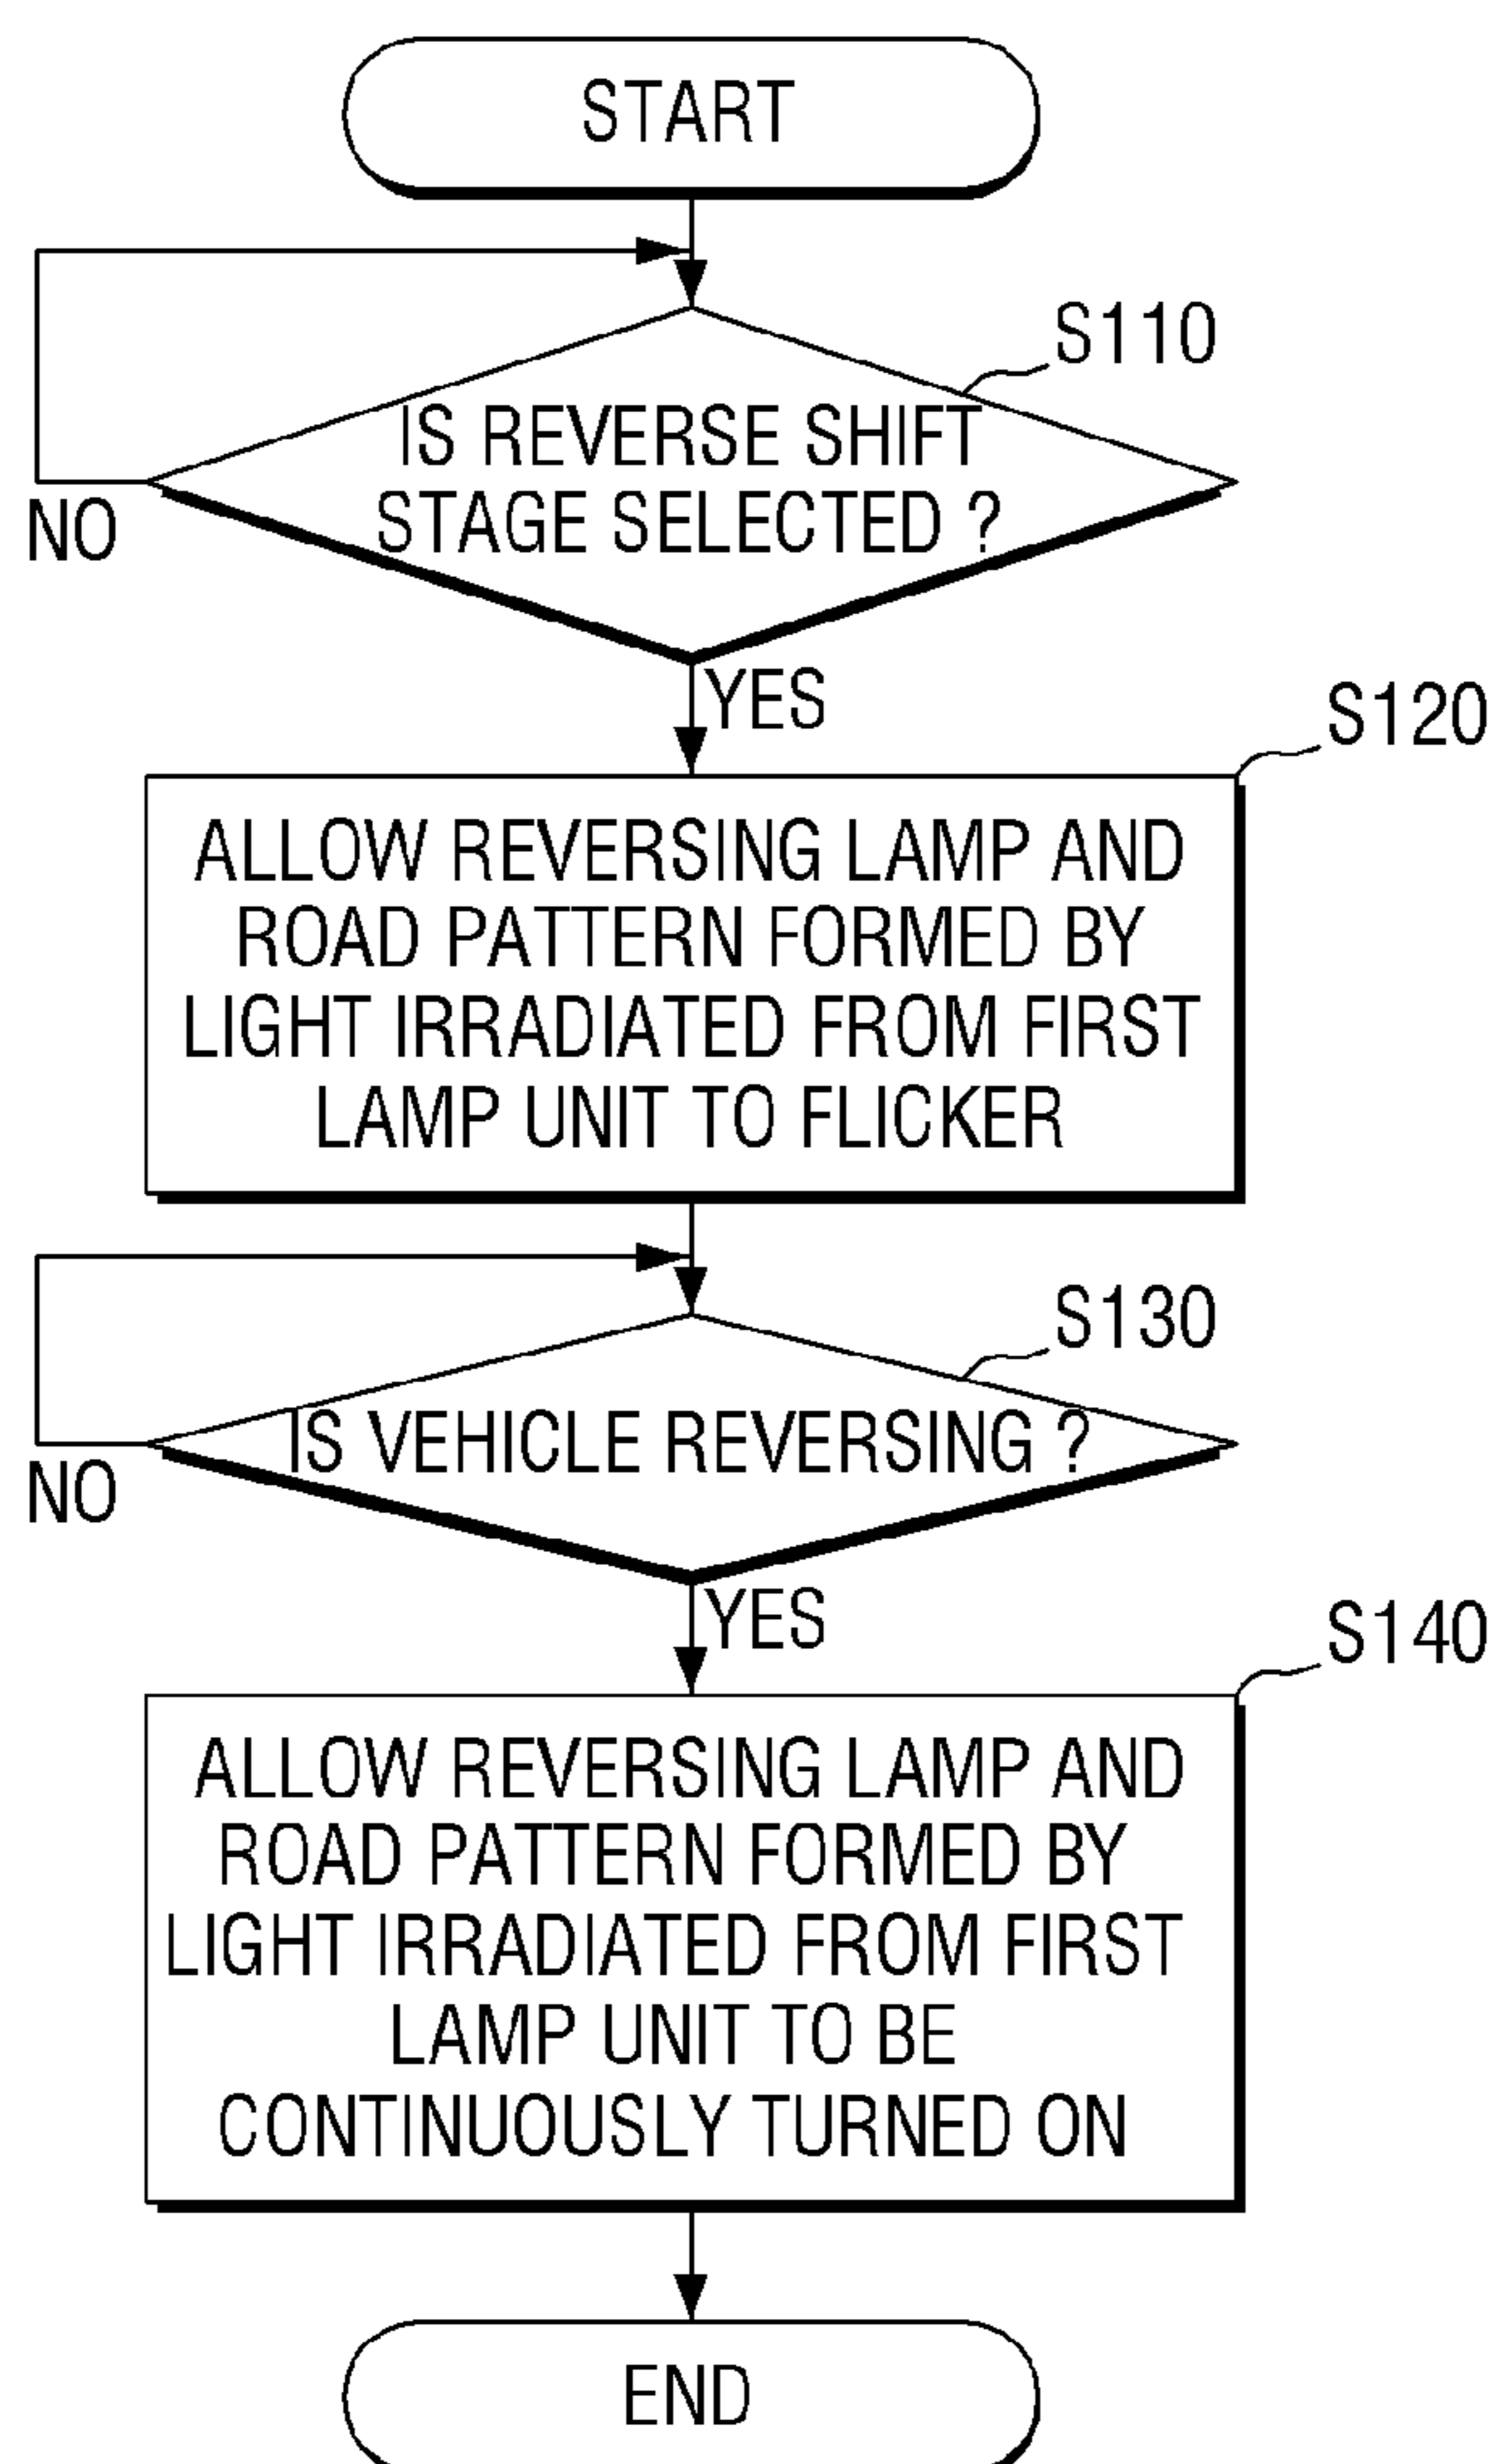 START
S110
IS REVERSE SHIFT
STAGE SELECTED ?
NO
YES
S120
ALLOW REVERSING LAMP AND
ROAD PATTERN FORMED BY
LIGHT IRRADIATED FROM FIRST
LAMP UNIT TO FLICKER
S130
IS VEHICLE REVERSING ?
NO
YES
S140
ALLOW REVERSING LAMP AND
ROAD PATTERN FORMED BY
LIGHT IRRADIATED FROM FIRST
LAMP UNIT TO BE
CONTINUOUSLY TURNED ON
END